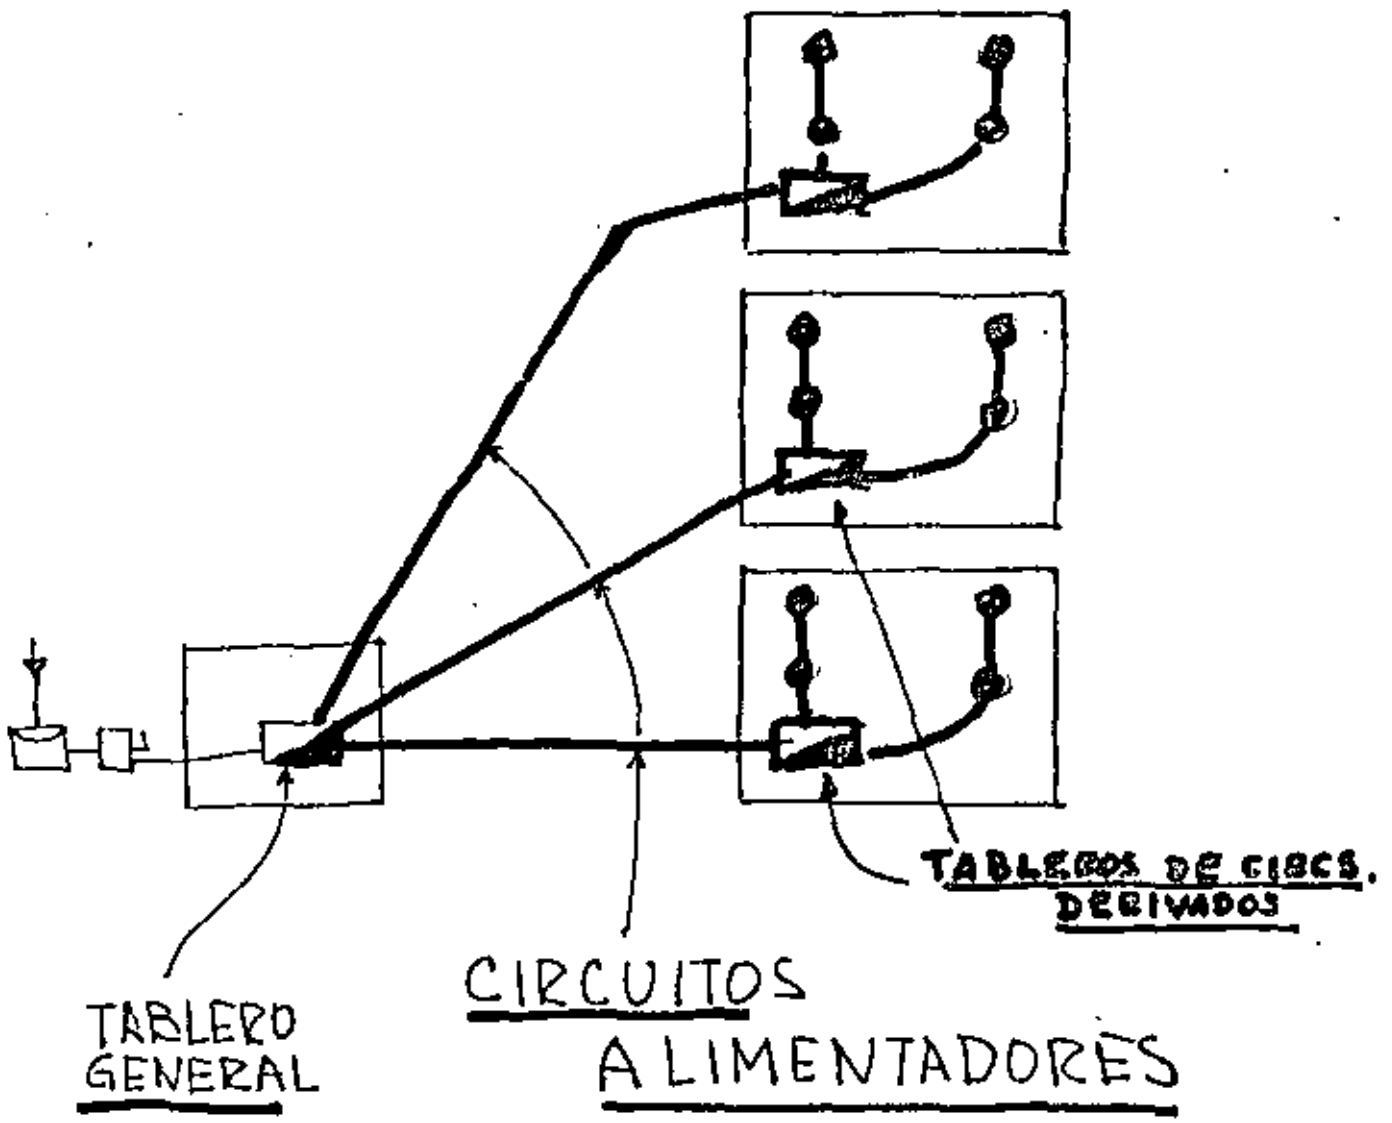 TABLEROS DE CIRCS.
DERIVADOS
CIRCUITOS
ALIMENTADORES
TABLERO
GENERAL